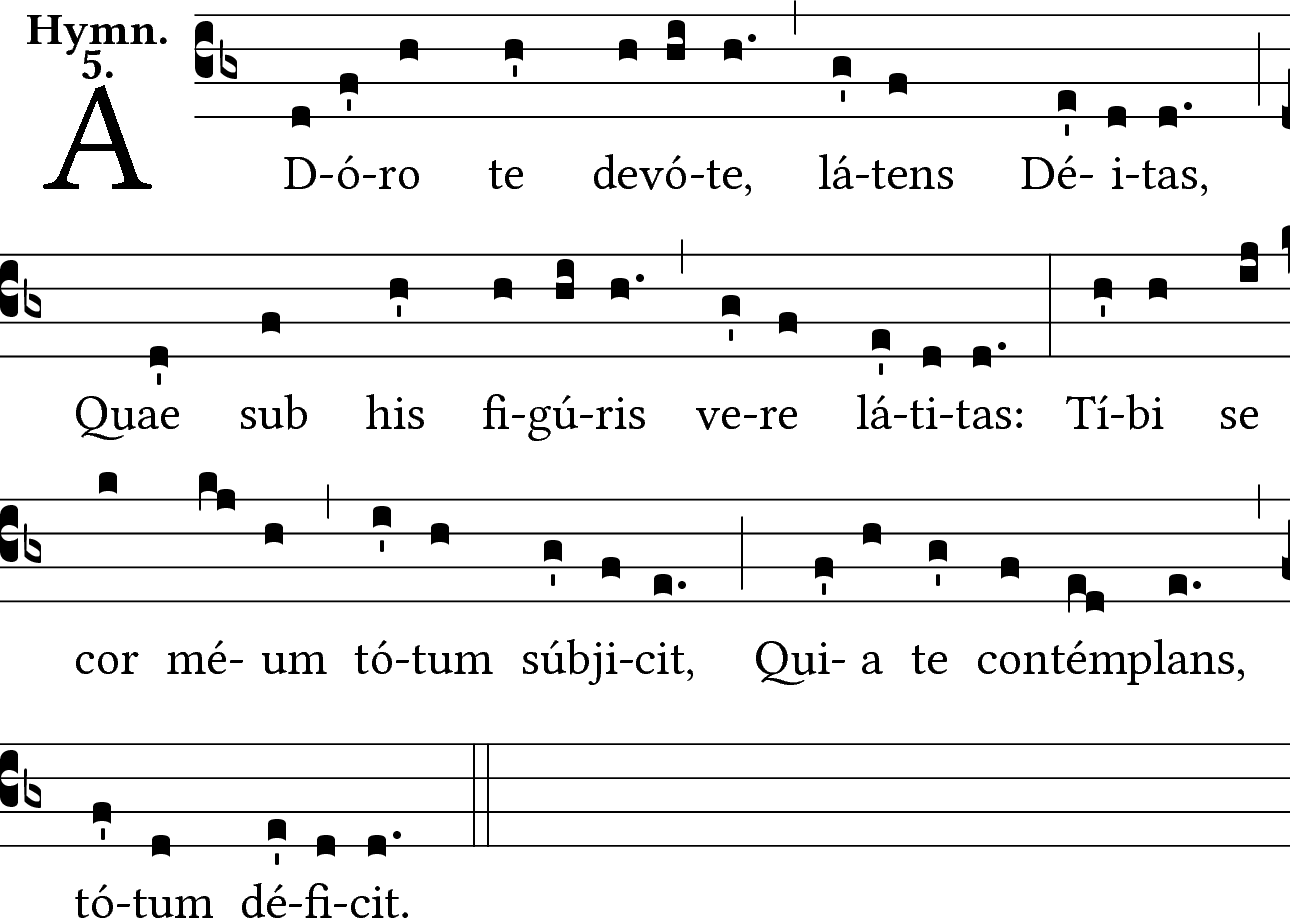 Hymn.
5.
AD-ó-ro te devó-te, lá-tens Dé- i-tas,
Quae sub his fi-gú-ris ve-re lá-ti-tas: Tí-bi se
cor mé- um tó-tum súbji-cit, Qui- a te contémplans,
tó-tum dé-fi-cit.